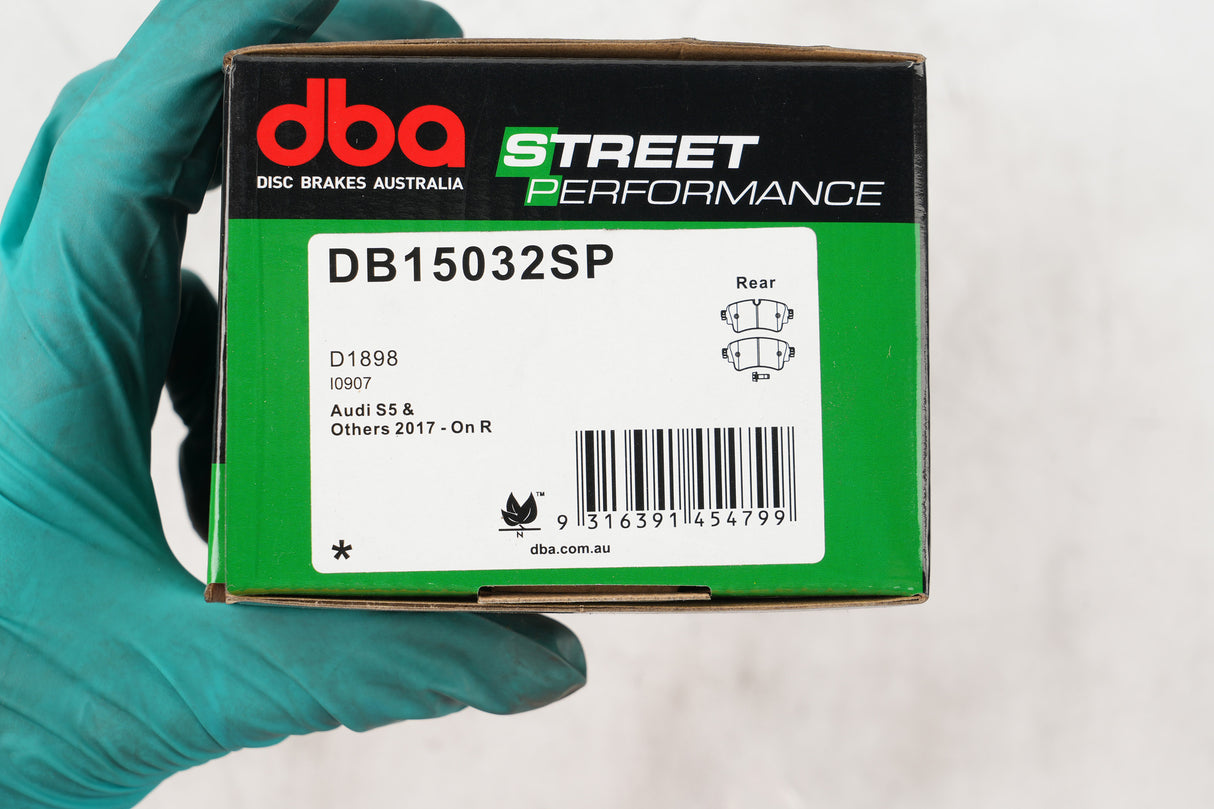 dba
DISC BRAKES AUSTRALIA
STREET
PERFORMANCE
DB15032SP
Rear
D1898
I0907
Audi S5 &
Others 2017 - On R
TM
N
9 316391 454799
*
dba.com.au